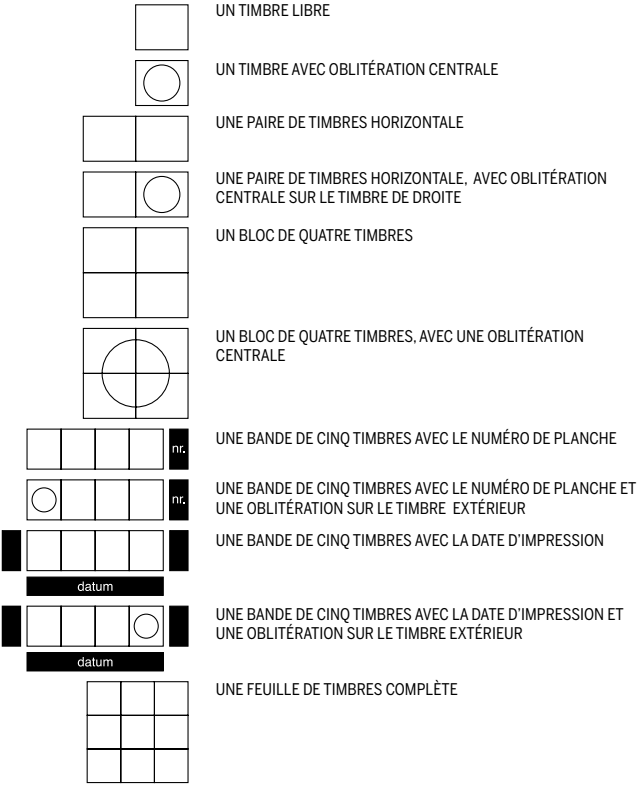 UN TIMBRE LIBRE
UN TIMBRE AVEC OBLITÉRATION CENTRALE
UNE PAIRE DE TIMBRES HORIZONTALE
UNE PAIRE DE TIMBRES HORIZONTALE, AVEC OBLITÉRATION
CENTRALE SUR LE TIMBRE DE DROITE
UN BLOC DE QUATRE TIMBRES
UN BLOC DE QUATRE TIMBRES, AVEC UNE OBLITÉRATION
CENTRALE
UNE BANDE DE CINQ TIMBRES AVEC LE NUMÉRO DE PLANCHE
nr.
UNE BANDE DE CINQ TIMBRES AVEC LE NUMÉRO DE PLANCHE ET
UNE OBLITÉRATION SUR LE TIMBRE EXTÉRIEUR
nr.
UNE BANDE DE CINQ TIMBRES AVEC LA DATE D'IMPRESSION
datum
UNE BANDE DE CINQ TIMBRES AVEC LA DATE D'IMPRESSION ET
UNE OBLITÉRATION SUR LE TIMBRE EXTÉRIEUR
datum
UNE FEUILLE DE TIMBRES COMPLÈTE